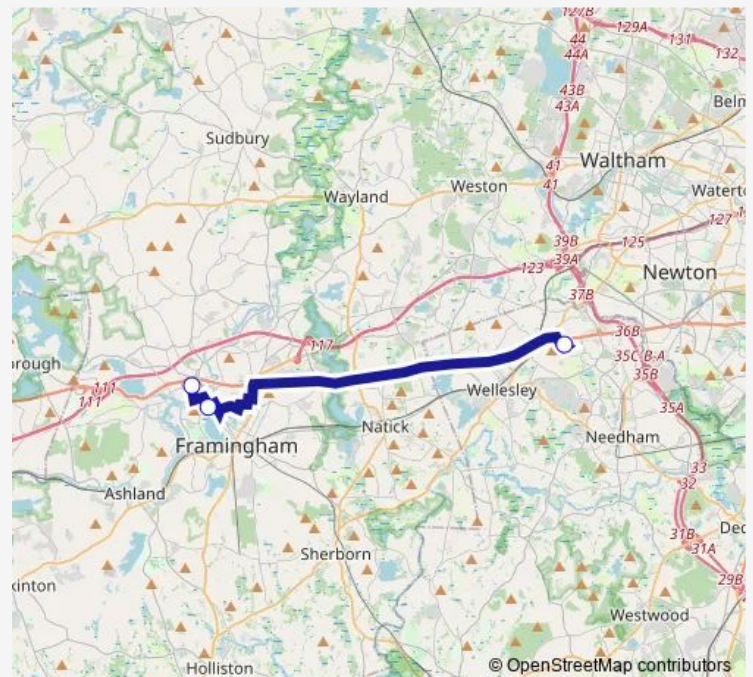 127B
129A
44
131
44A
132
43B
43A
Belm
Sudbury
Waltham
41
41
Weston
Wayland
Watert
127
39B
125
39A
123
Newton
37B
117
36B
orough
35C B-A
111
35B
111
Wellesley
35A
Natick
Needham
Framingham
33
Ashland
32
Ded
31B
31A
Sherborn
kinton
29B
Westwood
Holliston
© OpenStreetMap contributors